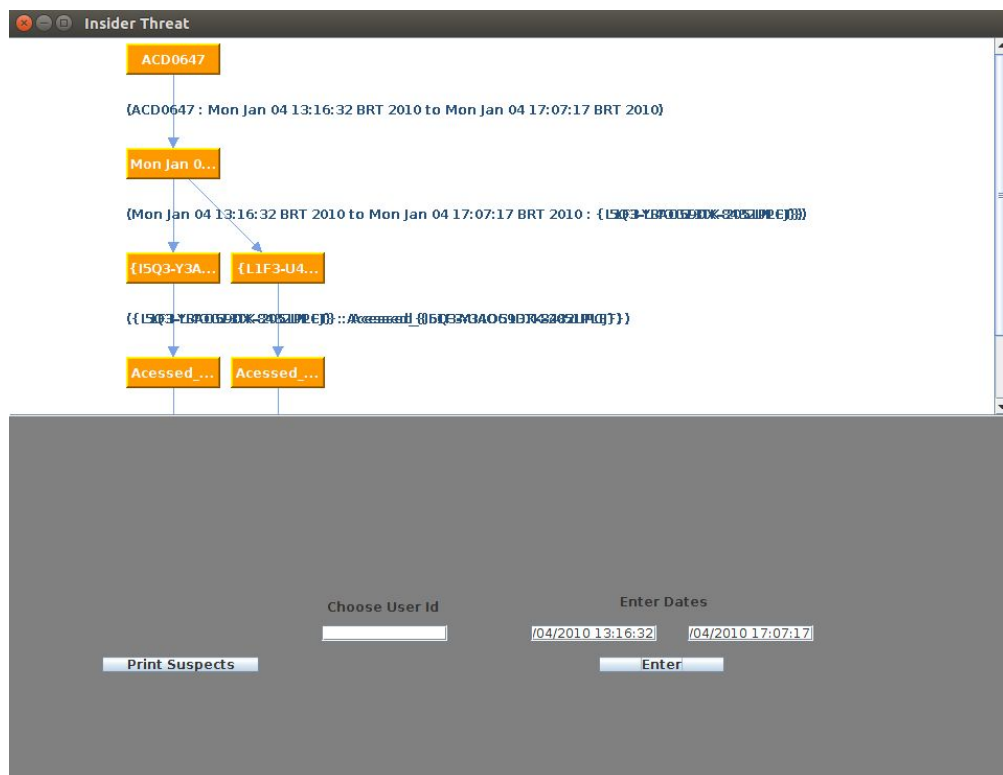 Insider Threat
ACD0647
(ACD0647 : Mon Jan 04 13:16:32 BRT 2010 to Mon Jan 04 17:07:17 BRT 2010)
Mon Jan 0...
(Mon Jan 04 13:16:32 BRT 2010 to Mon Jan 04 17:07:17 BRT 2010 :
{I5Q3-Y3A... {L1F3-U4...
Acessed_... Acessed_...
Choose User Id Enter Dates
/04/2010 13:16:32 /04/2010 17:07:17
Print Suspects Enter